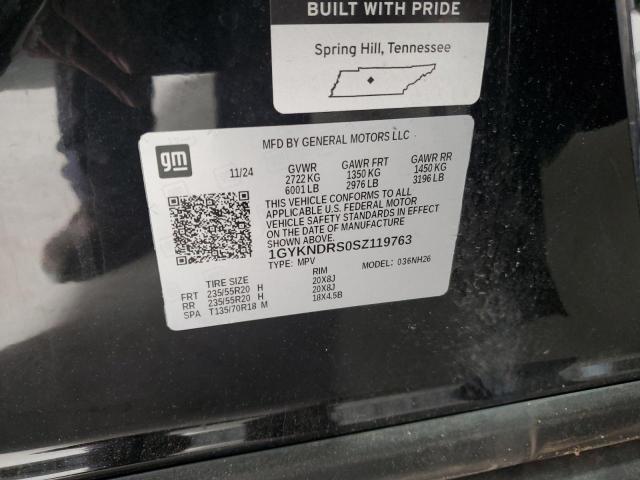 BUILT WITH PRIDE
Spring Hill, Tennessee
gm
MFD BY GENERAL MOTORS LLC
11/24
GVWR GAWR FRT GAWR RR
2722 KG 1350 KG 1450 KG
6001 LB 2976 LB 3196 LB
THIS VEHICLE CONFORMS TO ALL
APPLICABLE U.S. FEDERAL MOTOR
VEHICLE SAFETY STANDARDS IN EFFECT
ON THE DATE OF MANUFACTURE
SHOWN ABOVE.
1GYKNDRS0SZ119763
TYPE: MPV MODEL: 036NH26
TIRE SIZE RIM
FRT 235/55R20 H 20X8J
RR 235/55R20 H 20X8J
SPA T135/70R18 M 18X4.5B